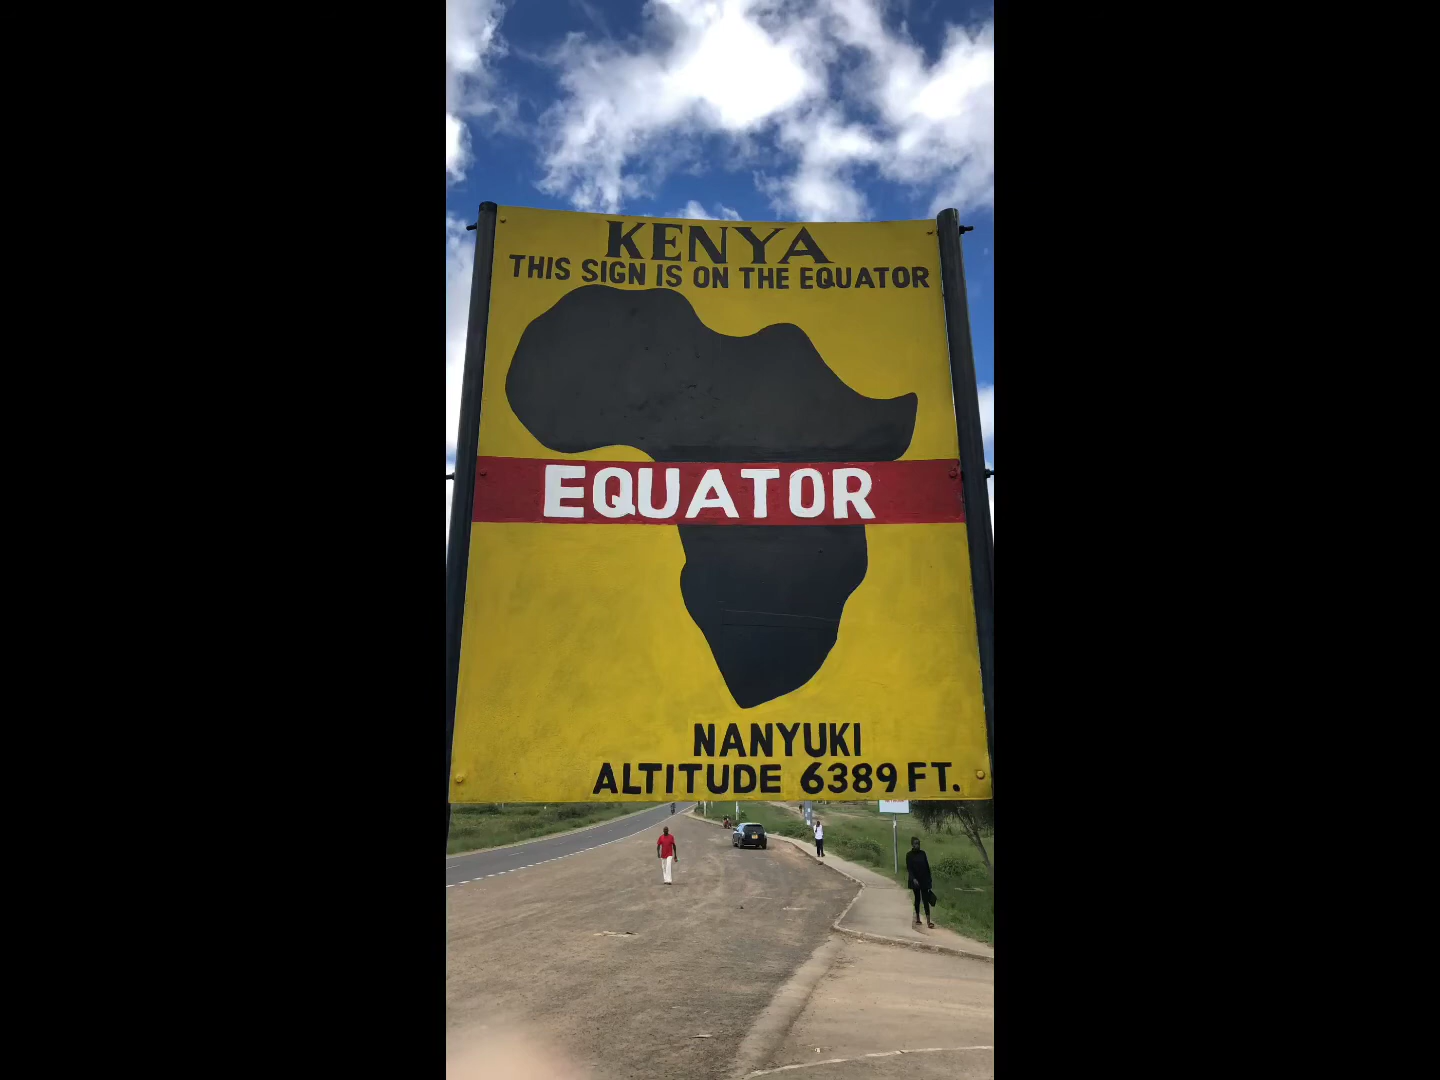 KENYA
THIS SIGN IS ON THE EQUATOR
EQUATOR
NANYUKI
ALTITUDE 6389 FT.